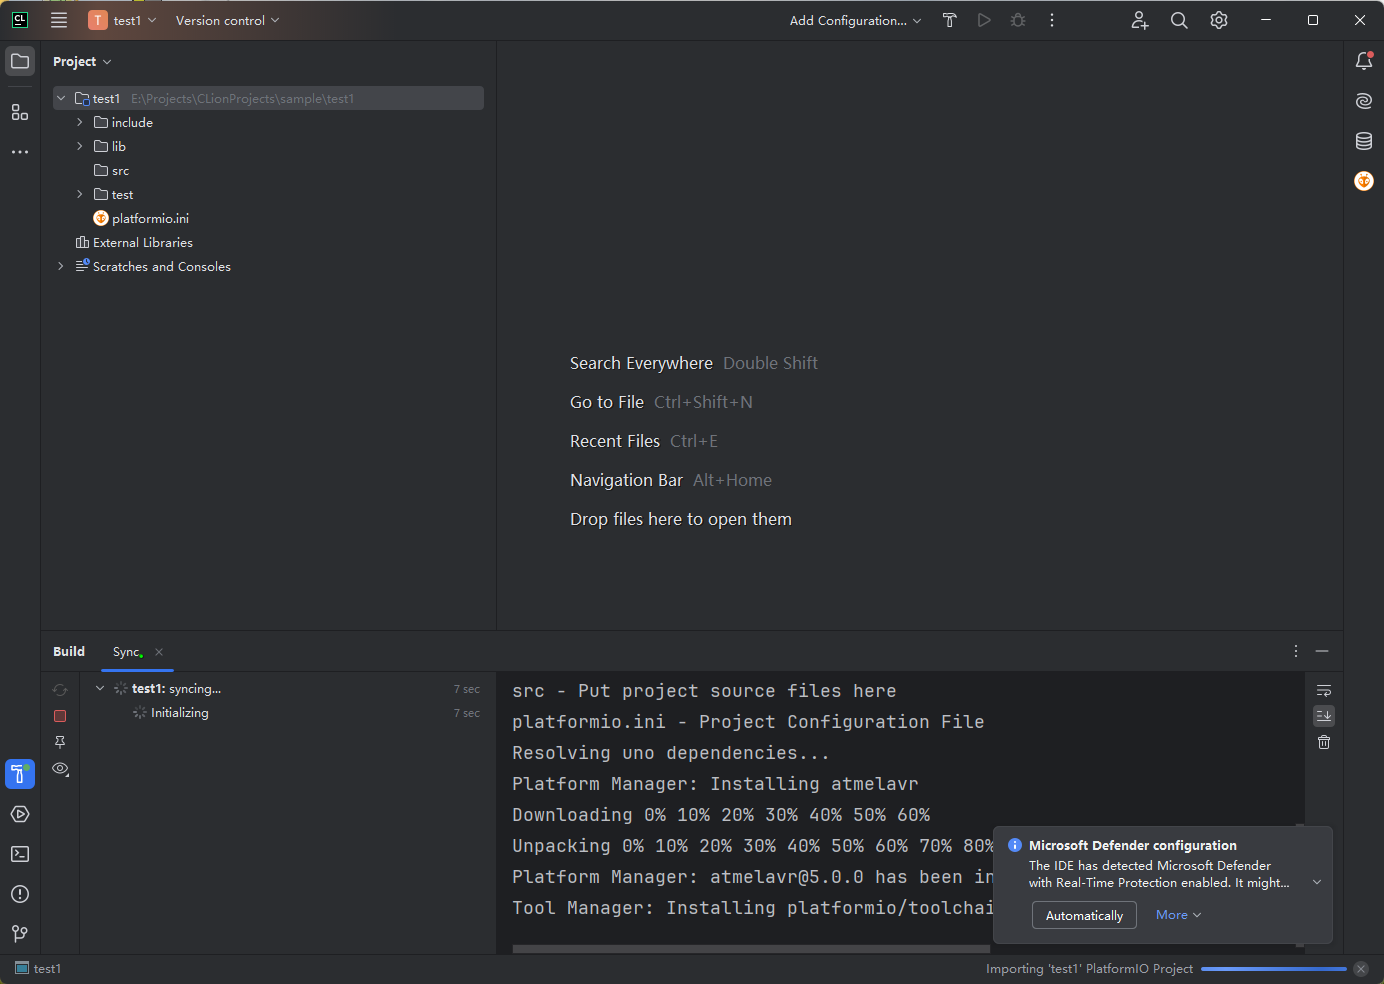 CL
T test1
Version control
Add Configuration...
Project
test1 E:\Projects\CLionProjects\sample\test1
include
lib
src
test
platformio.ini
External Libraries
Scratches and Consoles
Search Everywhere Double Shift
Go to File Ctrl+Shift+N
Recent Files Ctrl+E
Navigation Bar Alt+Home
Drop files here to open them
Build
Sync
test1: syncing... 7 sec
Initializing 7 sec
src - Put project source files here
platformio.ini - Project Configuration File
Resolving uno dependencies...
Platform Manager: Installing atmelavr
Downloading 0% 10% 20% 30% 40% 50% 60%
Unpacking 0% 10% 20% 30% 40% 50% 60% 70% 80%
Platform Manager: atmelavr@5.0.0 has been in
Tool Manager: Installing platformio/toolchai
Microsoft Defender configuration
The IDE has detected Microsoft Defender
with Real-Time Protection enabled. It might...
Automatically
More
test1
Importing 'test1' PlatformIO Project